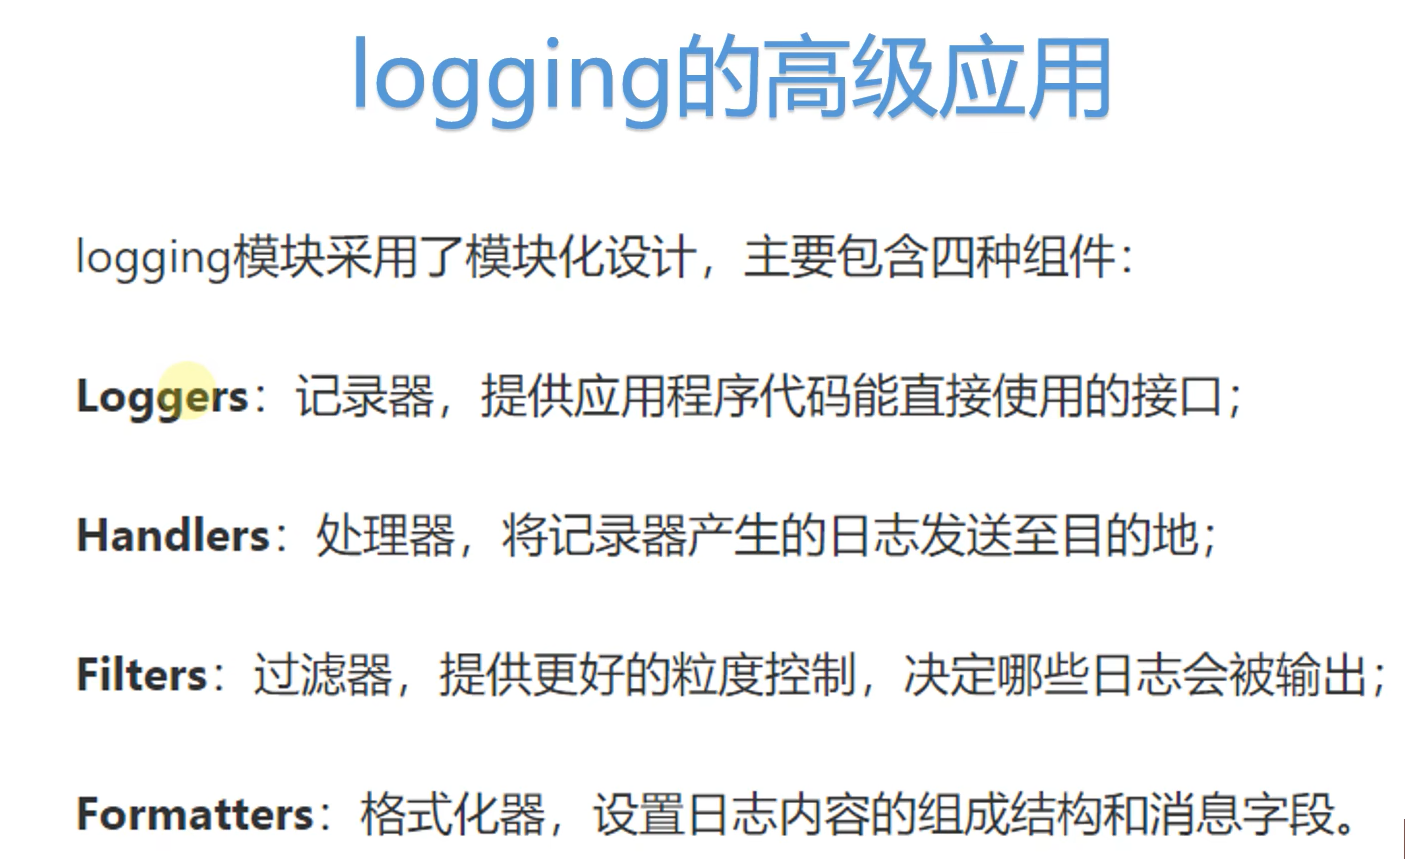 logging的高级应用
logging模块采用了模块化设计，主要包含四种组件：
Loggers：记录器，提供应用程序代码能直接使用的接口；
Handlers：处理器，将记录器产生的日志发送至目的地；
Filters：过滤器，提供更好的粒度控制，决定哪些日志会被输出；
Formatters：格式化器，设置日志内容的组成结构和消息字段。